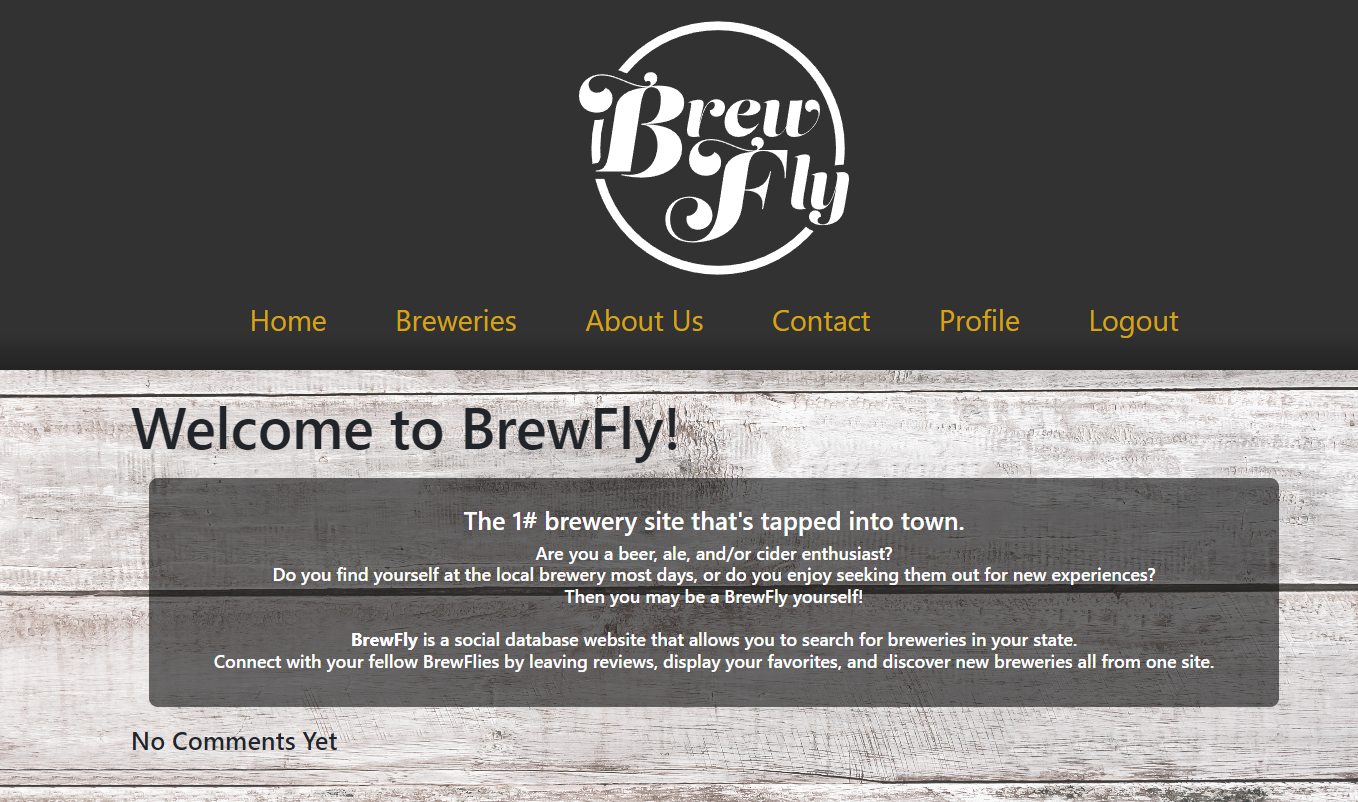 Brew
Fly
Home Breweries About Us Contact Profile Logout
Welcome to BrewFly!
The 1# brewery site that's tapped into town.
Are you a beer, ale, and/or cider enthusiast?
Do you find yourself at the local brewery most days, or do you enjoy seeking them out for new experiences?
Then you may be a BrewFly yourself!
BrewFly is a social database website that allows you to search for breweries in your state.
Connect with your fellow BrewFlies by leaving reviews, display your favorites, and discover new breweries all from one site.
No Comments Yet